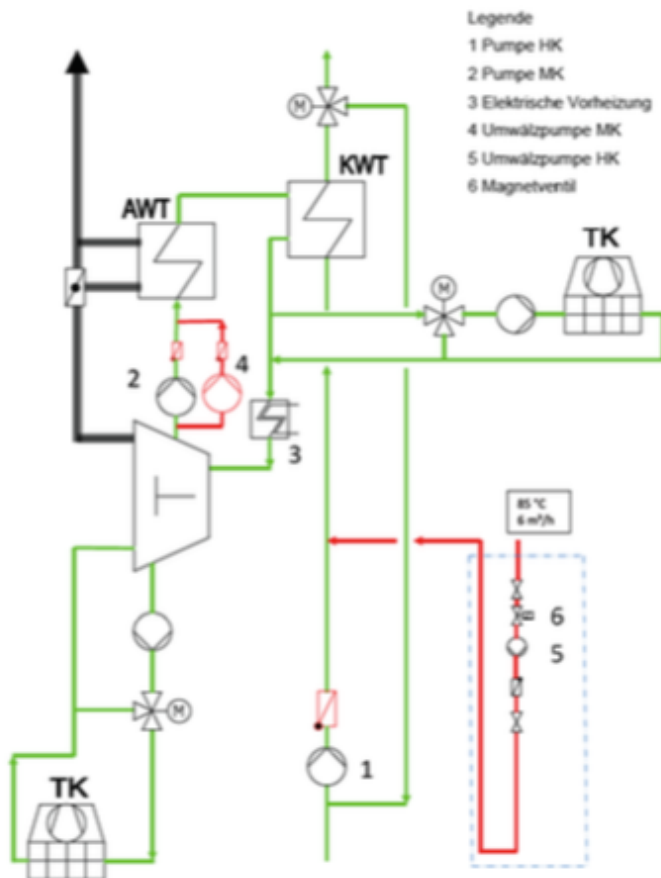 Legende
1 Pumpe HK
2 Pumpe MK
3 Elektrische Vorheizung
4 Umwälzpumpe MK
5 Umwälzpumpe HK
6 Magnetventil
M
KWT
AWT
TK
M
2
4
3
85 °C
6 m³/h
6
5
M
1
TK